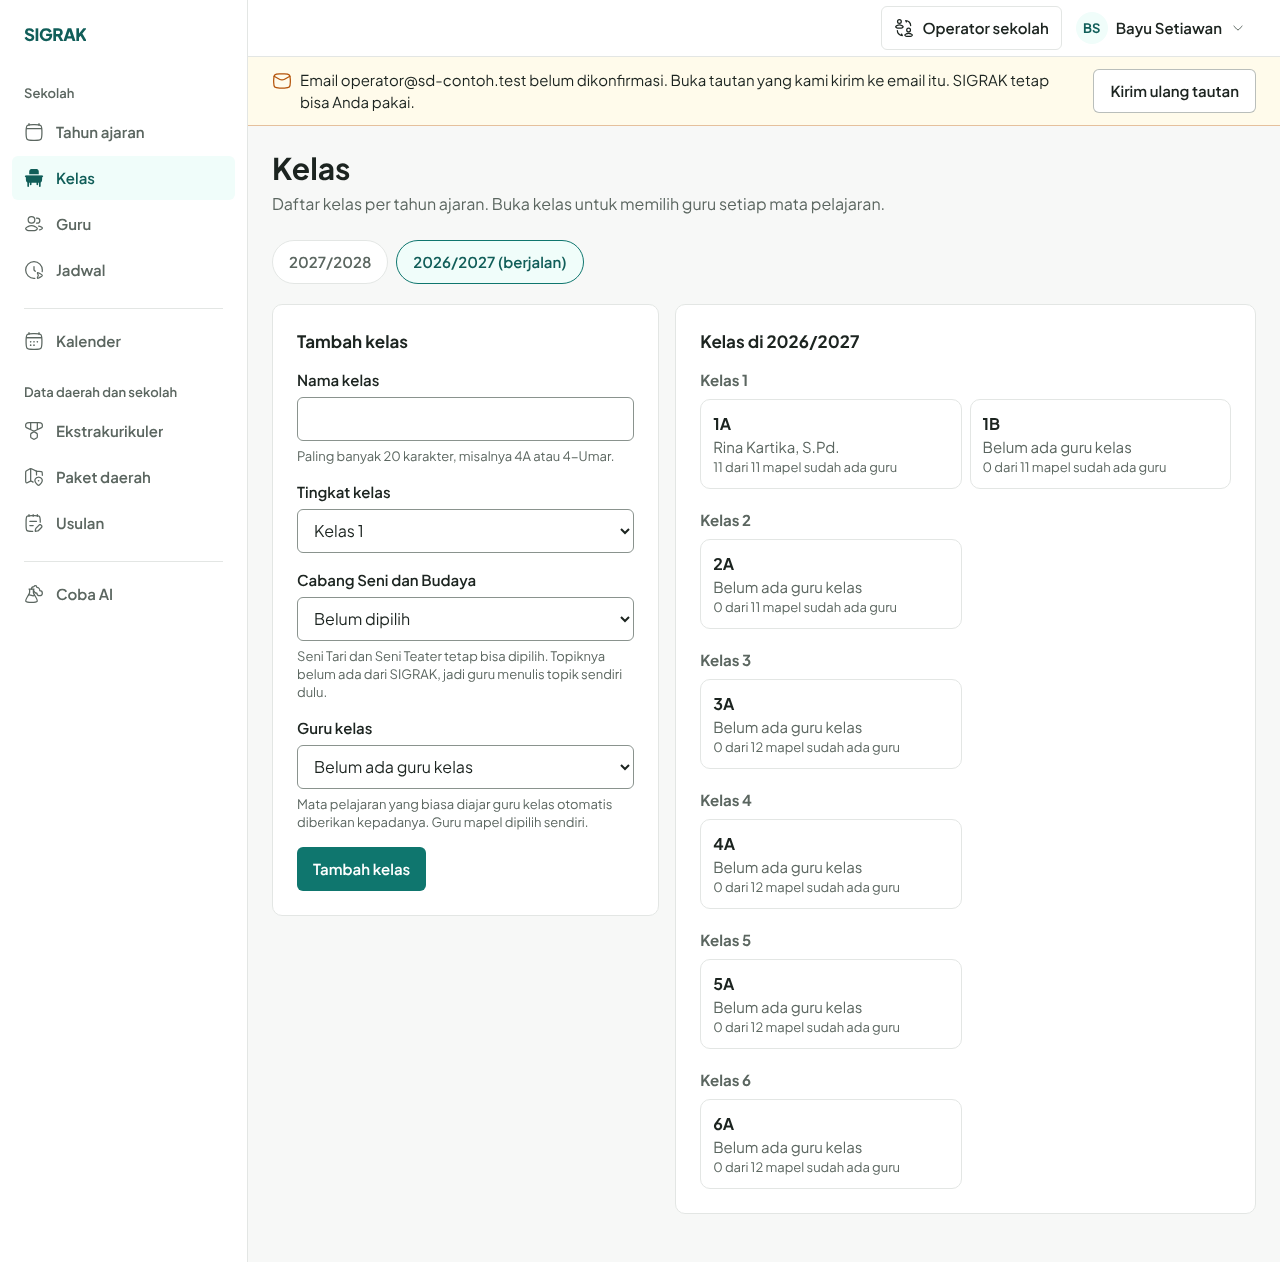 SIGRAK
Sekolah
Tahun ajaran
Kelas
Guru
Jadwal
Kalender
Data daerah dan sekolah
Ekstrakurikuler
Paket daerah
Usulan
Coba AI
Operator sekolah
BS
Bayu Setiawan
Email operator@sd-contoh.test belum dikonfirmasi. Buka tautan yang kami kirim ke email itu. SIGRAK tetap
bisa Anda pakai.
Kirim ulang tautan
Kelas
Daftar kelas per tahun ajaran. Buka kelas untuk memilih guru setiap mata pelajaran.
2027/2028
2026/2027 (berjalan)
Tambah kelas
Nama kelas
Paling banyak 20 karakter, misalnya 4A atau 4-Umar.
Tingkat kelas
Kelas 1
Cabang Seni dan Budaya
Belum dipilih
Seni Tari dan Seni Teater tetap bisa dipilih. Topiknya
belum ada dari SIGRAK, jadi guru menulis topik sendiri
dulu.
Guru kelas
Belum ada guru kelas
Mata pelajaran yang biasa diajar guru kelas otomatis
diberikan kepadanya. Guru mapel dipilih sendiri.
Tambah kelas
Kelas di 2026/2027
Kelas 1
1A
Rina Kartika, S.Pd.
11 dari 11 mapel sudah ada guru
1B
Belum ada guru kelas
0 dari 11 mapel sudah ada guru
Kelas 2
2A
Belum ada guru kelas
0 dari 11 mapel sudah ada guru
Kelas 3
3A
Belum ada guru kelas
0 dari 12 mapel sudah ada guru
Kelas 4
4A
Belum ada guru kelas
0 dari 12 mapel sudah ada guru
Kelas 5
5A
Belum ada guru kelas
0 dari 12 mapel sudah ada guru
Kelas 6
6A
Belum ada guru kelas
0 dari 12 mapel sudah ada guru